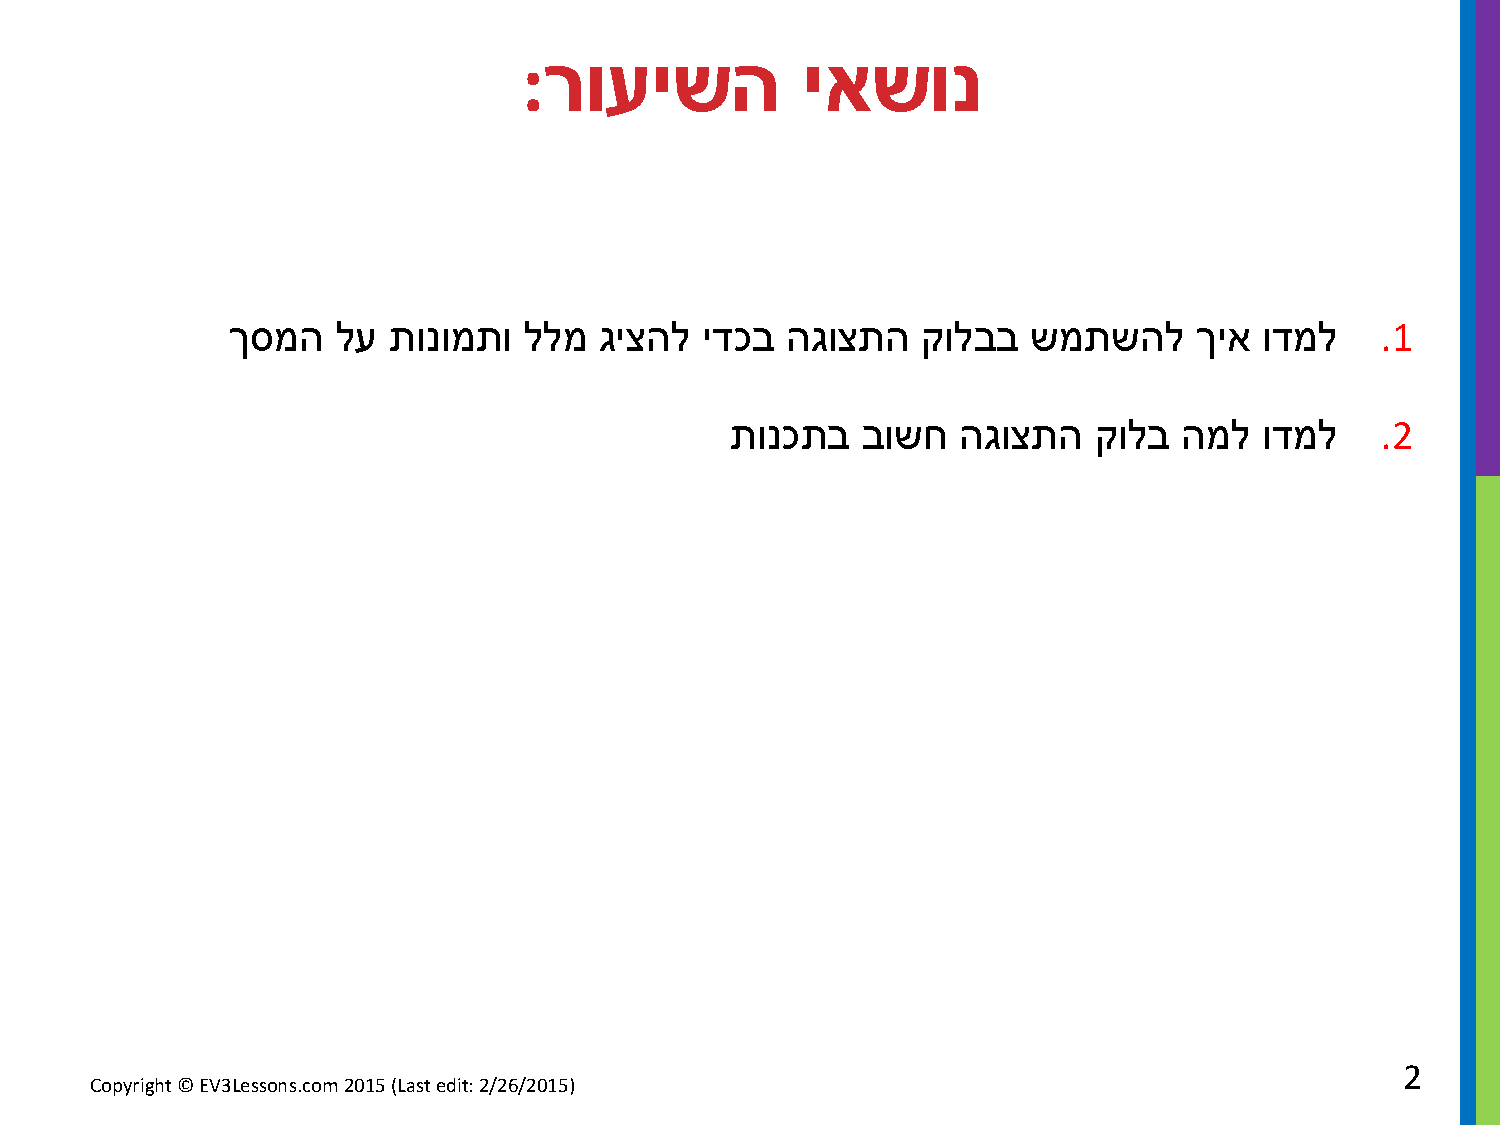 נושאי השיעור:
1. למדו איך להשתמש בבלוק התצוגה בכדי להציג מלל ותמונות על המסך
2. למדו למה בלוק התצוגה חשוב בתכנות
Copyright © EV3Lessons.com 2015 (Last edit: 2/26/2015)
2